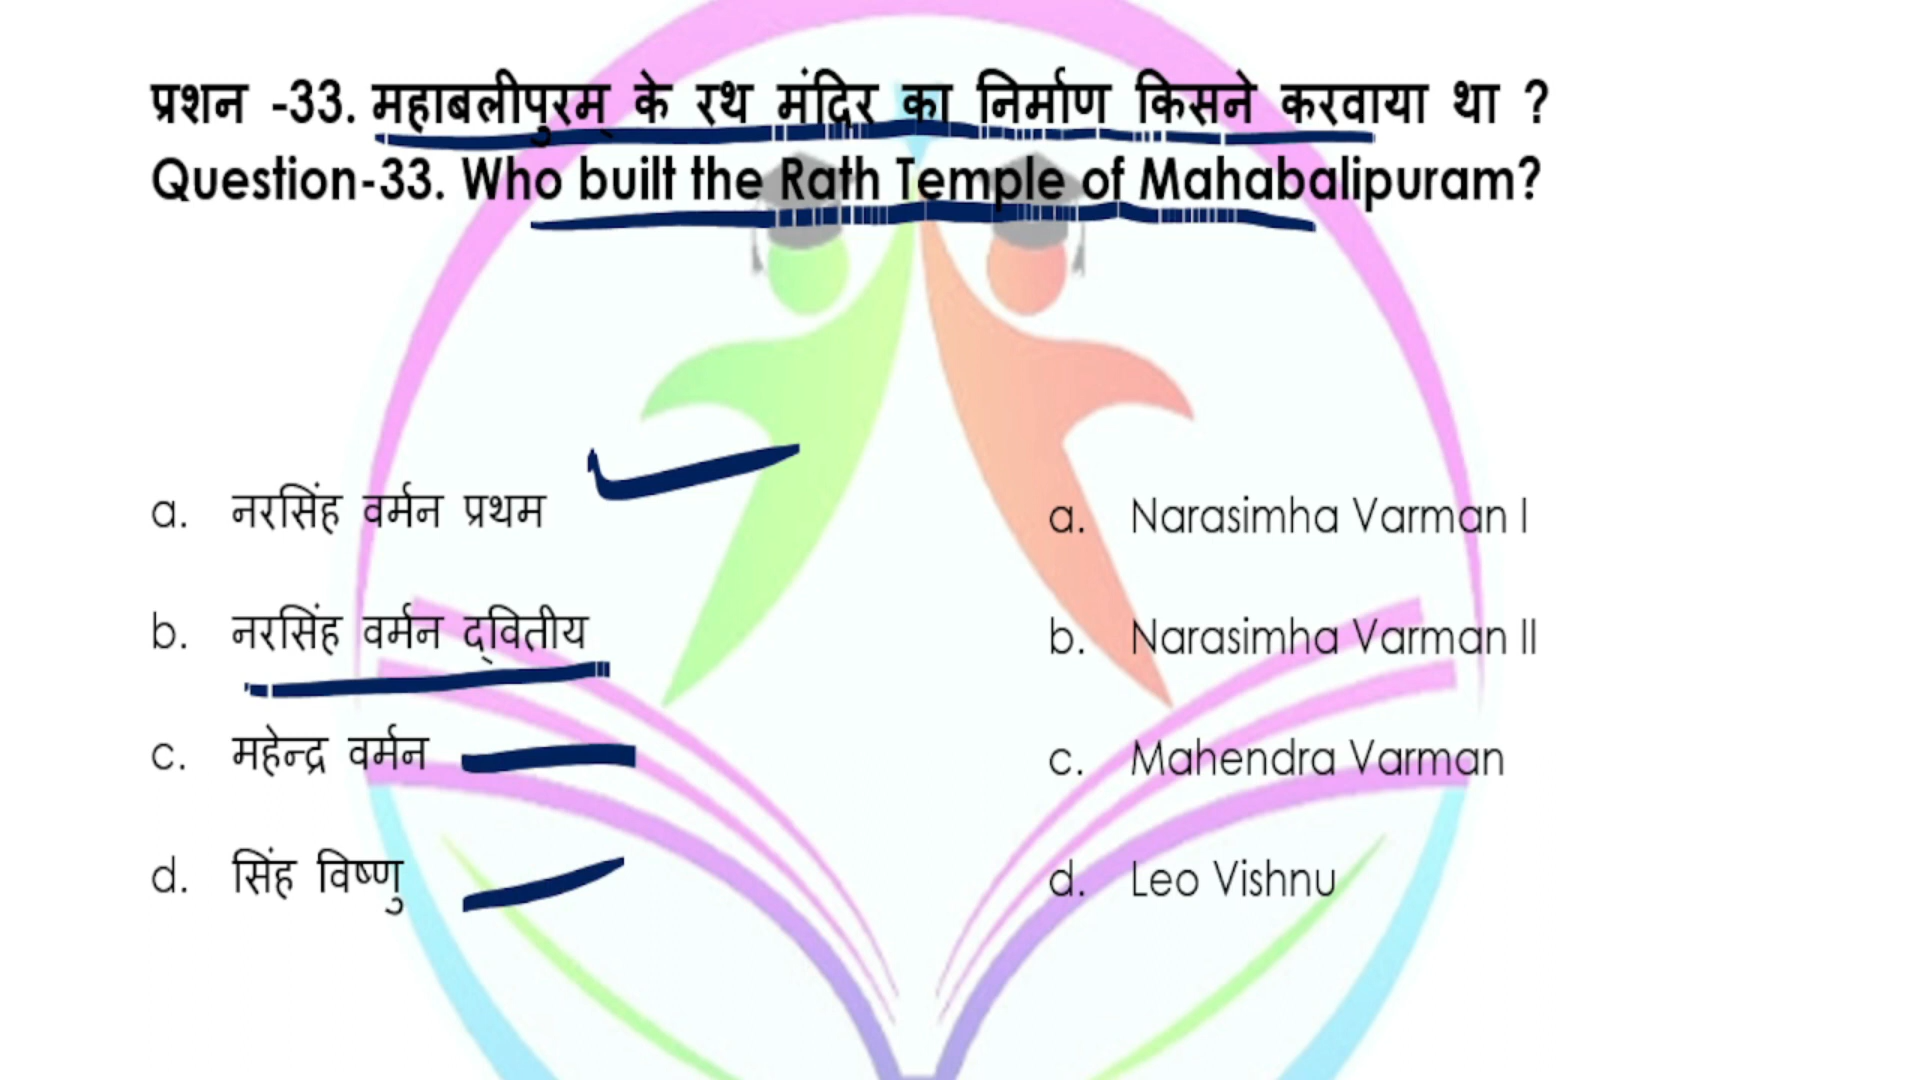 प्रशन -33. महाबलीपुरम् के रथ मंदिर का निर्माण किसने करवाया था ?
Question-33. Who built the Rath Temple of Mahabalipuram?
a. नरसिंह वर्मन प्रथम
b. नरसिंह वर्मन द्वितीय
c. महेन्द्र वर्मन
d. सिंह विष्णु
a. Narasimha Varman I
b. Narasimha Varman II
c. Mahendra Varman
d. Leo Vishnu